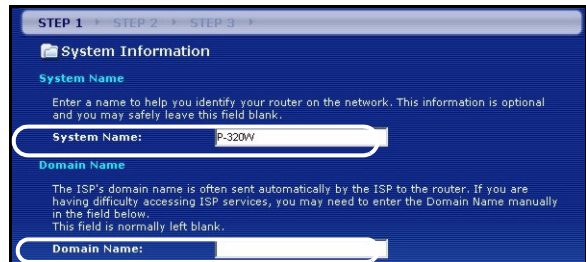 STEP 1 STEP 2 STEP 3
System Information
System Name
Enter a name to help you identify your router on the network. This information is optional
and you may safely leave this field blank.
System Name: P-320W
Domain Name
The ISP's domain name is often sent automatically by the ISP to the router. If you are
having difficulty accessing ISP services, you may need to enter the Domain Name manually
in the field below.
This field is normally left blank.
Domain Name: